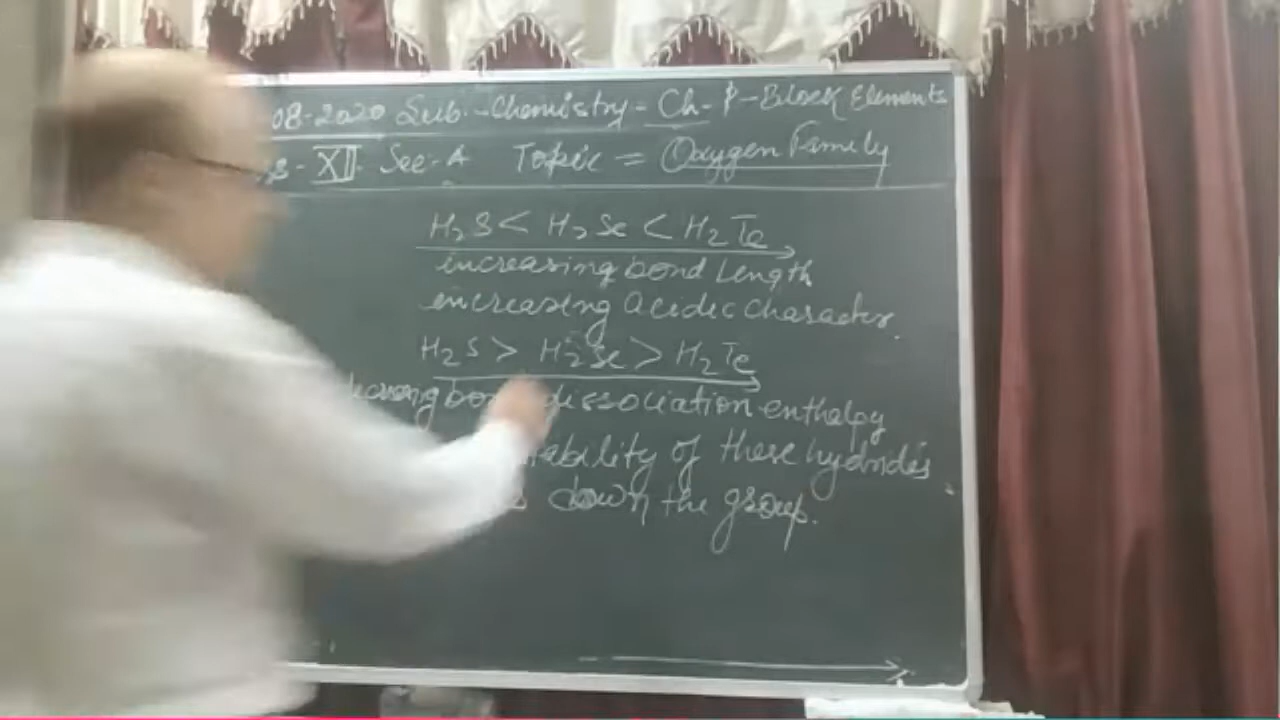 08-2020 Sub.-Chemistry-Ch-P-Block Elements
XII Sec-A Topic = Oxygen Family
H2S < H2Se < H2Te
increasing bond Length
increasing acidic character.
H2S > H2Se > H2Te
dissociation enthalpy
of these hydrides
down the group.